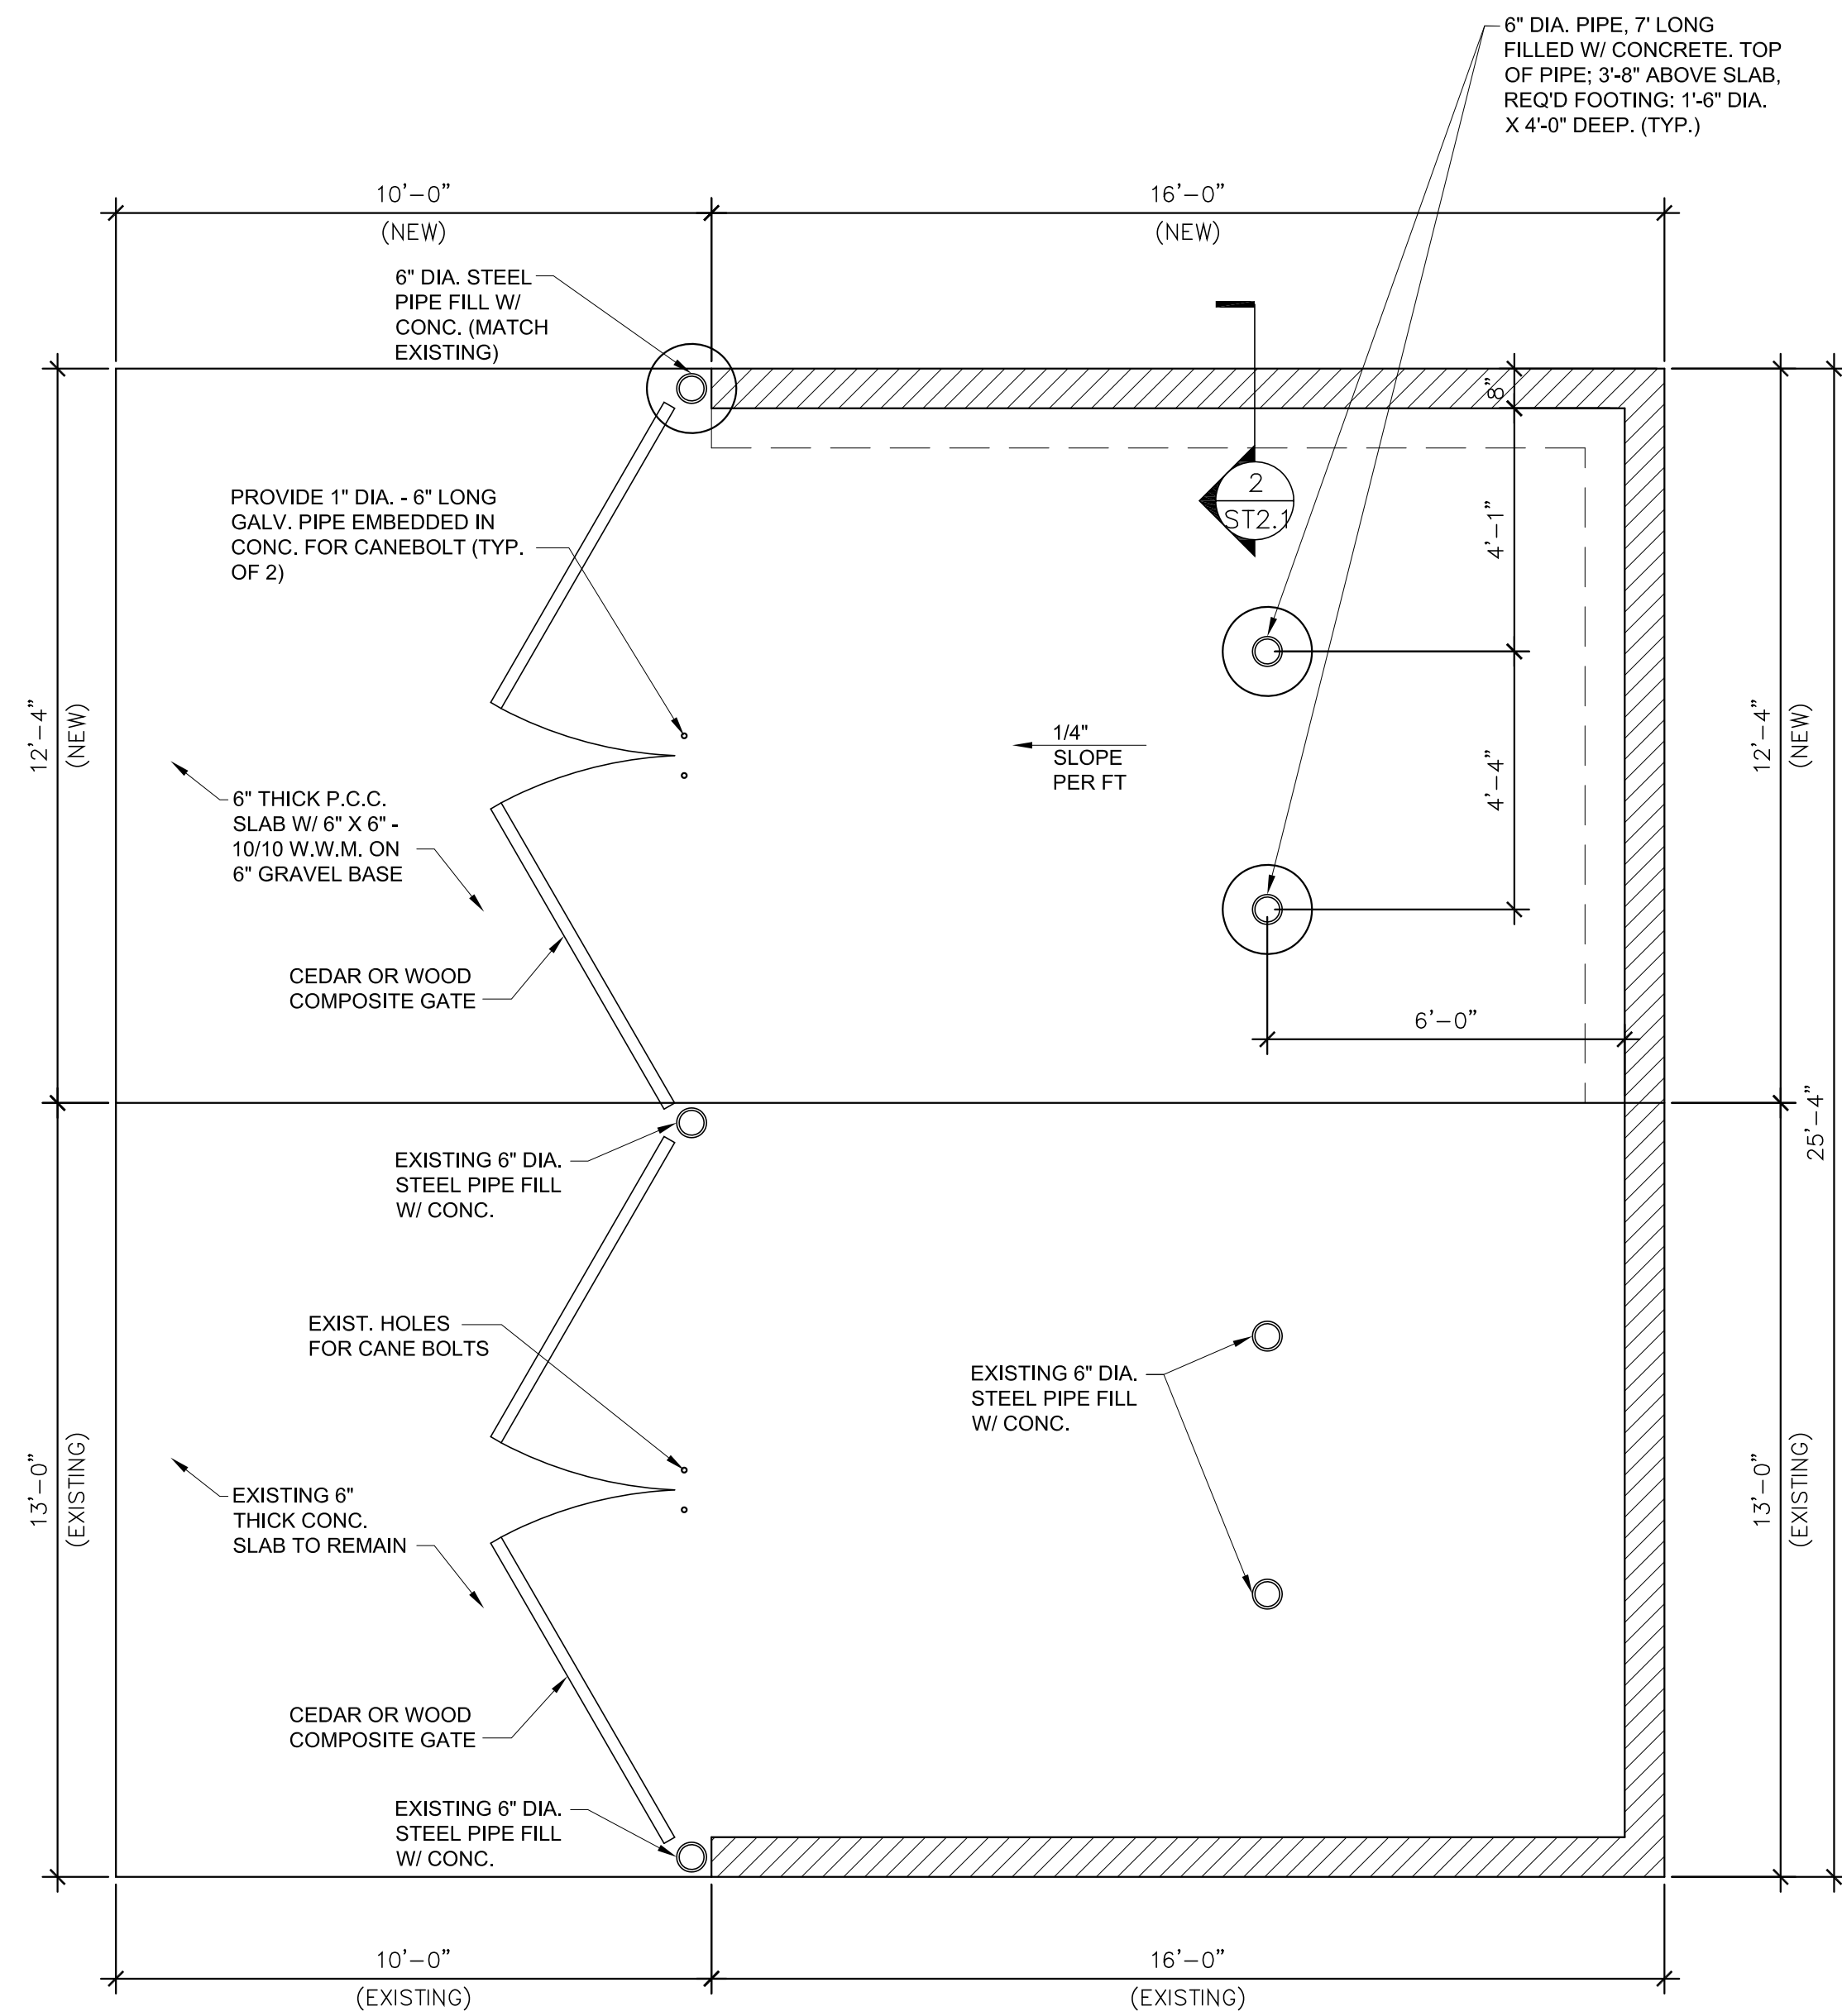 6" DIA. PIPE, 7' LONG
FILLED W/ CONCRETE. TOP
OF PIPE; 3'-8" ABOVE SLAB,
REQ'D FOOTING: 1'-6" DIA.
X 4'-0" DEEP. (TYP.)
10'-0"
(NEW)
16'-0"
(NEW)
6" DIA. STEEL
PIPE FILL W/
CONC. (MATCH
EXISTING)
8"
PROVIDE 1" DIA. - 6" LONG
GALV. PIPE EMBEDDED IN
CONC. FOR CANEBOLT (TYP.
OF 2)
2
ST2.1
4'-1"
12'-4"
(NEW)
1/4"
SLOPE
PER FT
4'-4"
12'-4"
(NEW)
6" THICK P.C.C.
SLAB W/ 6" X 6" -
10/10 W.W.M. ON
6" GRAVEL BASE
CEDAR OR WOOD
COMPOSITE GATE
6'-0"
25'-4"
EXISTING 6" DIA.
STEEL PIPE FILL
W/ CONC.
EXIST. HOLES
FOR CANE BOLTS
EXISTING 6" DIA.
STEEL PIPE FILL
W/ CONC.
13'-0"
(EXISTING)
13'-0"
(EXISTING)
EXISTING 6"
THICK CONC.
SLAB TO REMAIN
CEDAR OR WOOD
COMPOSITE GATE
EXISTING 6" DIA.
STEEL PIPE FILL
W/ CONC.
10'-0"
(EXISTING)
16'-0"
(EXISTING)